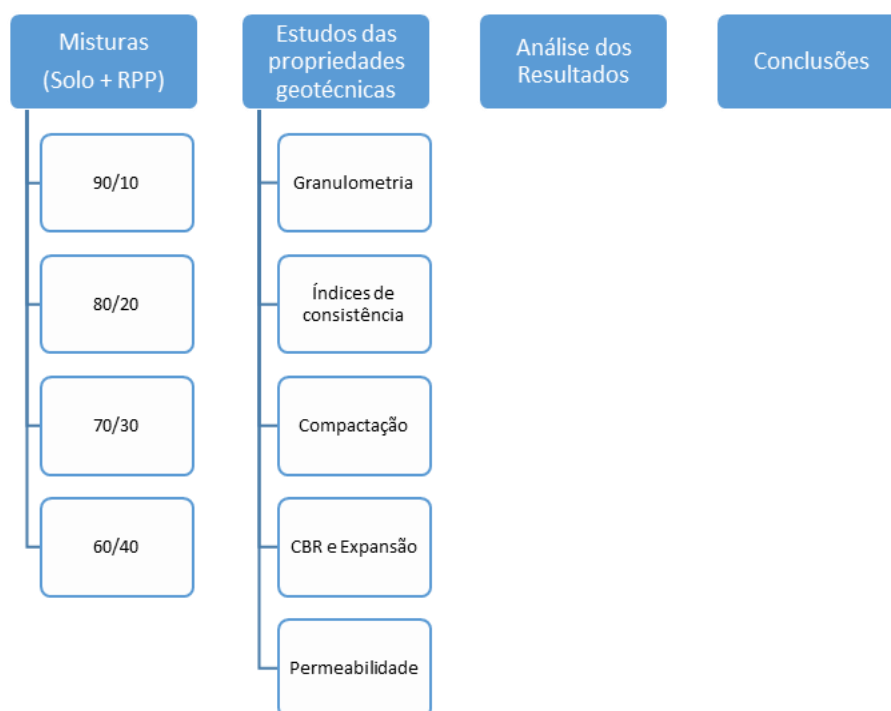 Misturas
(Solo + RPP)
90/10
80/20
70/30
60/40
Estudos das
propriedades
geotécnicas
Granulometria
Índices de
consistência
Compactação
CBR e Expansão
Permeabilidade
Análise dos
Resultados
Conclusões